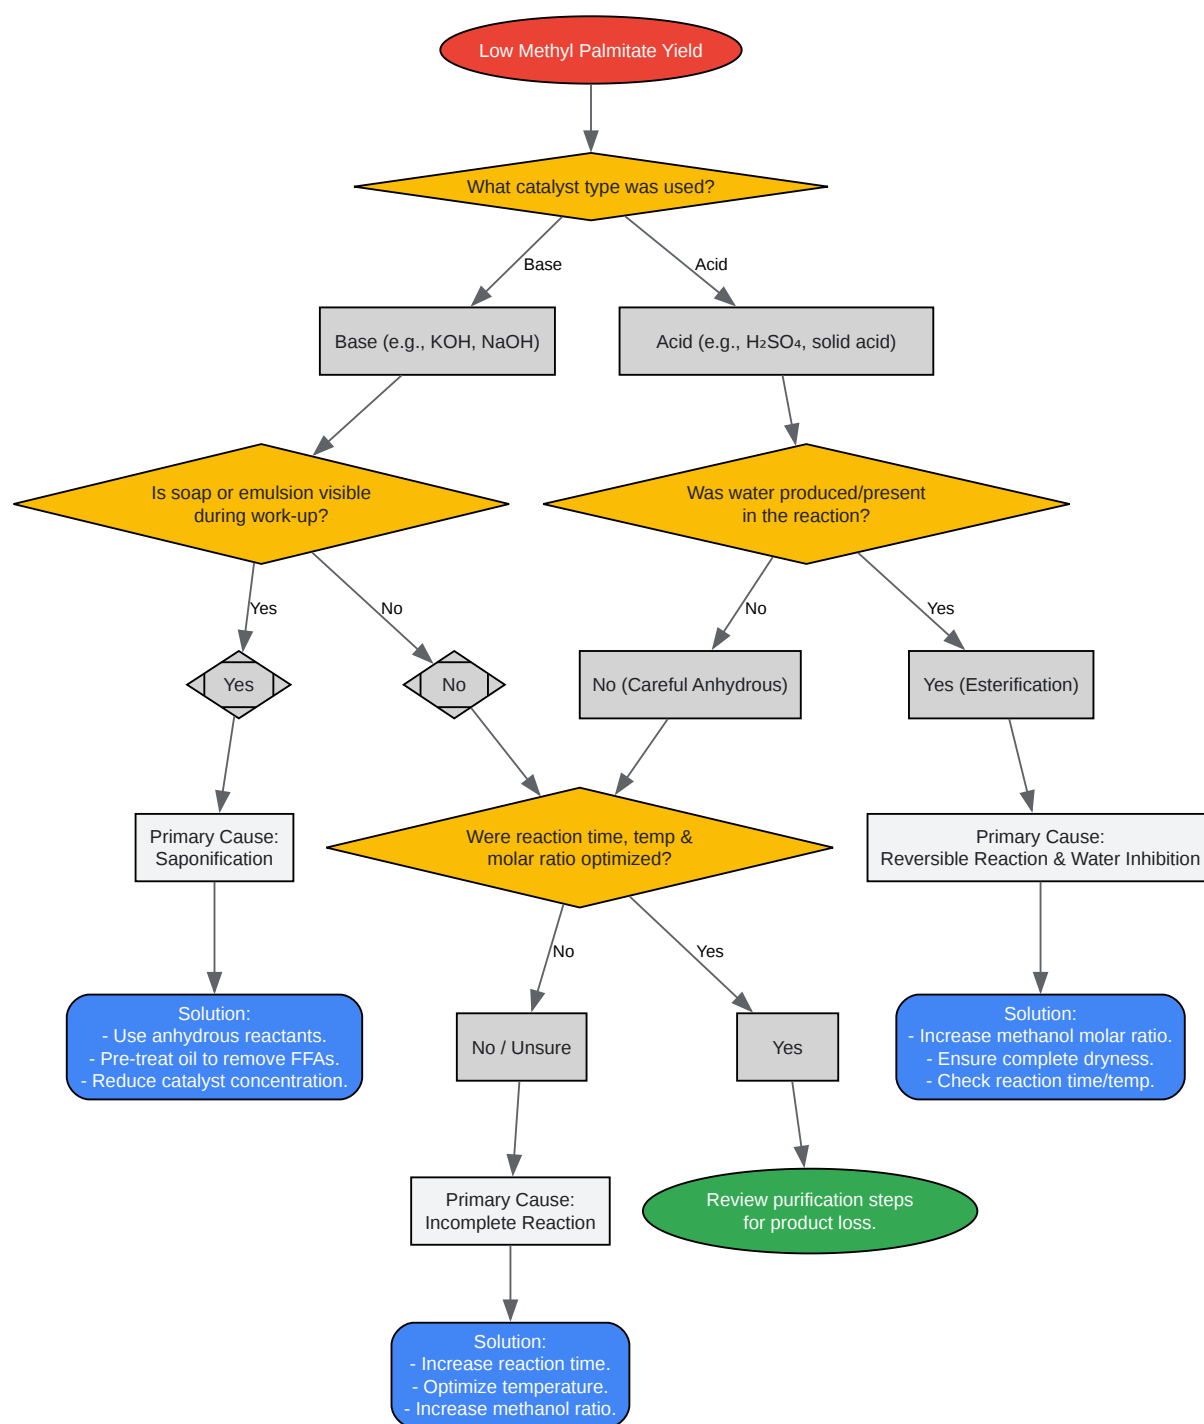 Low Methyl Palmitate Yield
What catalyst type was used?
Base
Acid
Base (e.g., KOH, NaOH)
Acid (e.g., H₂SO₄, solid acid)
Is soap or emulsion visible
during work-up?
Was water produced/present
in the reaction?
Yes
No
No
Yes
Yes
No
No (Careful Anhydrous)
Yes (Esterification)
Primary Cause:
Saponification
Were reaction time, temp &
molar ratio optimized?
Primary Cause:
Reversible Reaction & Water Inhibition
No
Yes
Solution:
- Use anhydrous reactants.
- Pre-treat oil to remove FFAs.
- Reduce catalyst concentration.
No / Unsure
Yes
Solution:
- Increase methanol molar ratio.
- Ensure complete dryness.
- Check reaction time/temp.
Primary Cause:
Incomplete Reaction
Review purification steps
for product loss.
Solution:
- Increase reaction time.
- Optimize temperature.
- Increase methanol ratio.